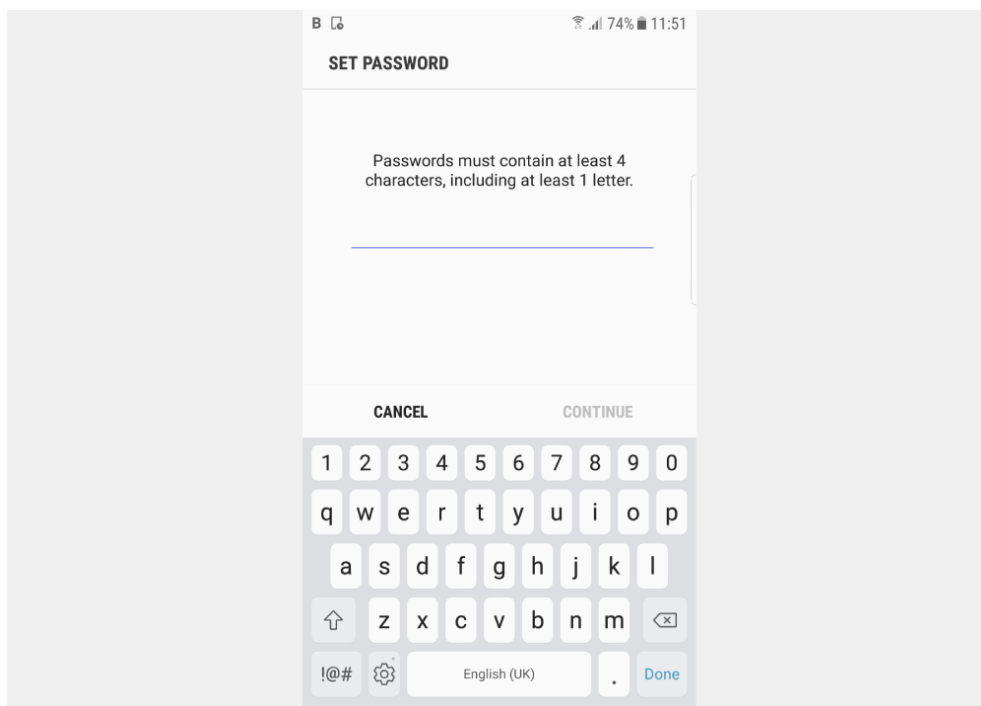 B 74% 11:51
SET PASSWORD
Passwords must contain at least 4
characters, including at least 1 letter.
CANCEL CONTINUE
1 2 3 4 5 6 7 8 9 0
q w e r t y u i o p
a s d f g h j k l
z x c v b n m
!@# English (UK) . Done